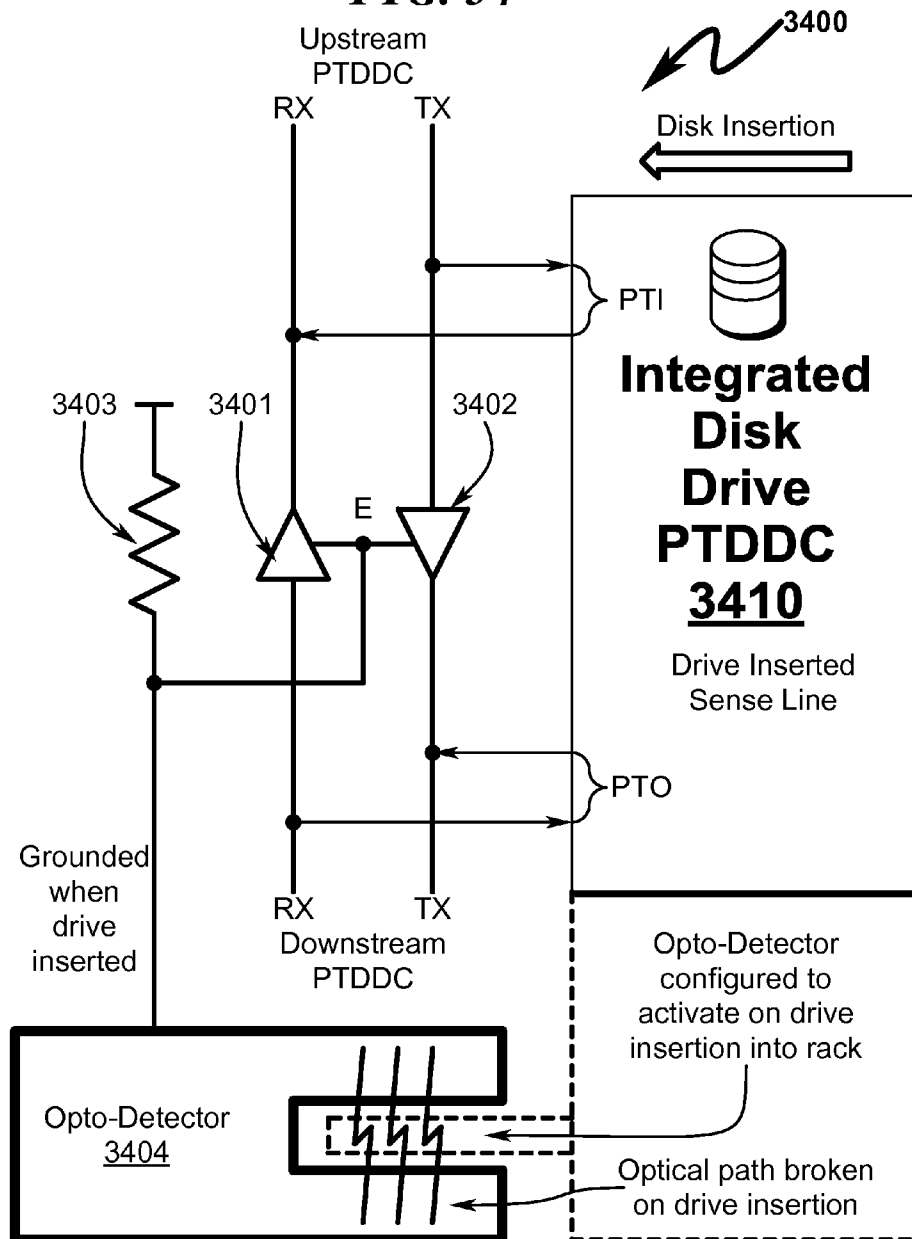 FIG. 34
Upstream
PTDDC
RX
TX
3400
Disk Insertion
PTI
Integrated
Disk
Drive
PTDDC
3410
Drive Inserted
Sense Line
3403
3401
3402
E
PTO
Grounded
when
drive
inserted
RX
TX
Downstream
PTDDC
Opto-Detector
configured to
activate on drive
insertion into rack
Opto-Detector
3404
Optical path broken
on drive insertion